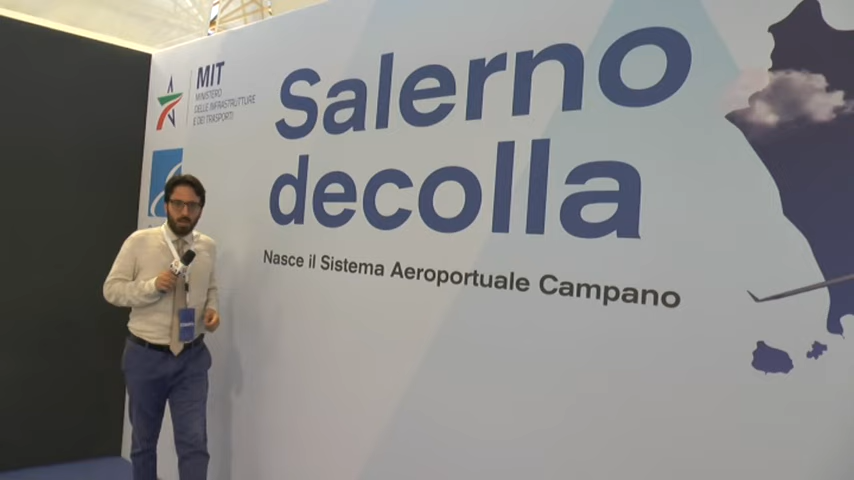 MIT
MINISTERO
DELLE INFRASTRUTTURE
E DEI TRASPORTI
Salerno
decolla
Nasce il Sistema Aeroportuale Campano